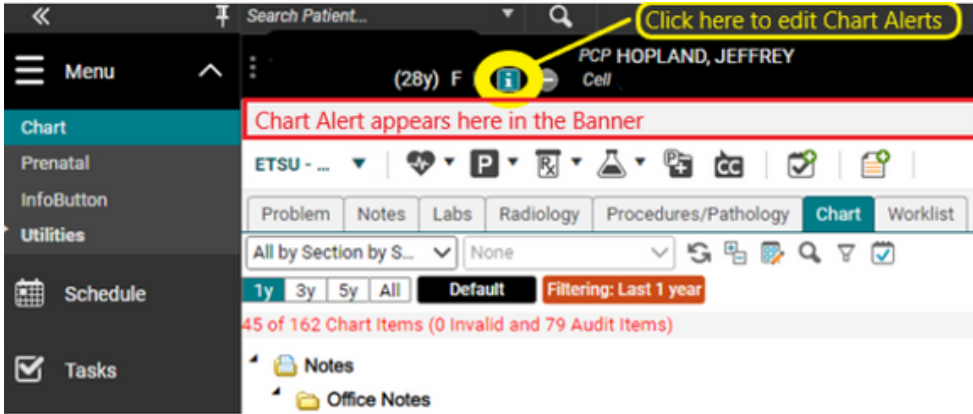 Search Patient...
Click here to edit Chart Alerts
Menu
PCP HOPLAND, JEFFREY
(28y) F
Cell
Chart Alert appears here in the Banner
Chart
Prenatal
InfoButton
Utilities
Schedule
Tasks
ETSU - ...
P
Rx
CC
Problem Notes Labs Radiology Procedures/Pathology Chart Worklist
All by Section by S... None
1y 3y 5y All Default Filtering: Last 1 year
45 of 162 Chart Items (0 Invalid and 79 Audit Items)
Notes
Office Notes